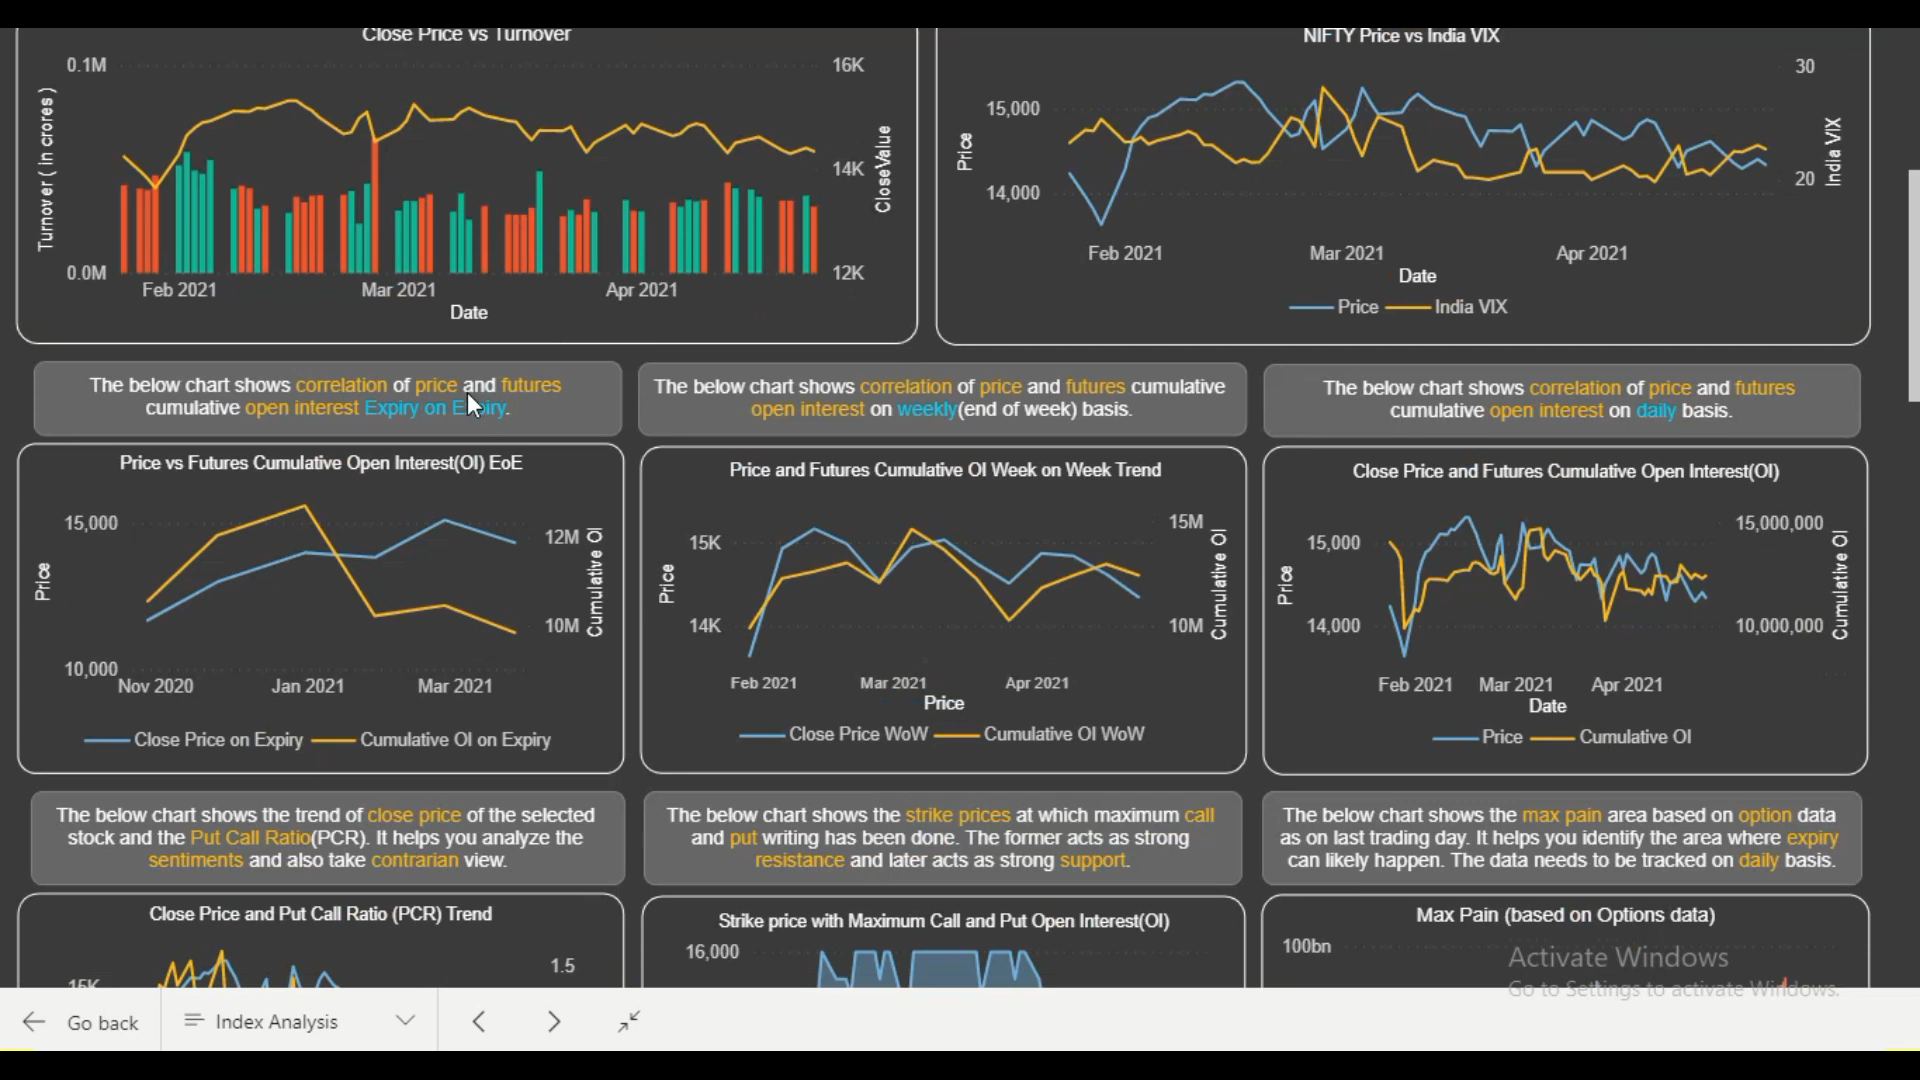 Close Price vs Turnover
0.1M
16K
14K
0.0M
12K
Turnover ( in crores )
CloseValue
Feb 2021
Mar 2021
Apr 2021
Date
NIFTY Price vs India VIX
30
15,000
20
14,000
Price
India VIX
Feb 2021
Mar 2021
Apr 2021
Date
Price
India VIX
The below chart shows correlation of price and futures
cumulative open interest Expiry on Expiry.
The below chart shows correlation of price and futures cumulative
open interest on weekly(end of week) basis.
The below chart shows correlation of price and futures
cumulative open interest on daily basis.
Price vs Futures Cumulative Open Interest(OI) EoE
15,000
12M
10M
10,000
Price
Cumulative OI
Nov 2020
Jan 2021
Mar 2021
Close Price on Expiry
Cumulative OI on Expiry
Price and Futures Cumulative OI Week on Week Trend
15M
15K
14K
10M
Price
Cumulative OI
Feb 2021
Mar 2021
Apr 2021
Price
Close Price WoW
Cumulative OI WoW
Close Price and Futures Cumulative Open Interest(OI)
15,000,000
15,000
14,000
10,000,000
Price
Cumulative OI
Feb 2021
Mar 2021
Apr 2021
Date
Price
Cumulative OI
The below chart shows the trend of close price of the selected
stock and the Put Call Ratio(PCR). It helps you analyze the
sentiments and also take contrarian view.
The below chart shows the strike prices at which maximum call
and put writing has been done. The former acts as strong
resistance and later acts as strong support.
The below chart shows the max pain area based on option data
as on last trading day. It helps you identify the area where expiry
can likely happen. The data needs to be tracked on daily basis.
Close Price and Put Call Ratio (PCR) Trend
1.5
15K
Strike price with Maximum Call and Put Open Interest(OI)
16,000
Max Pain (based on Options data)
100bn
Activate Windows
Go to Settings to activate Windows.
Go back
Index Analysis